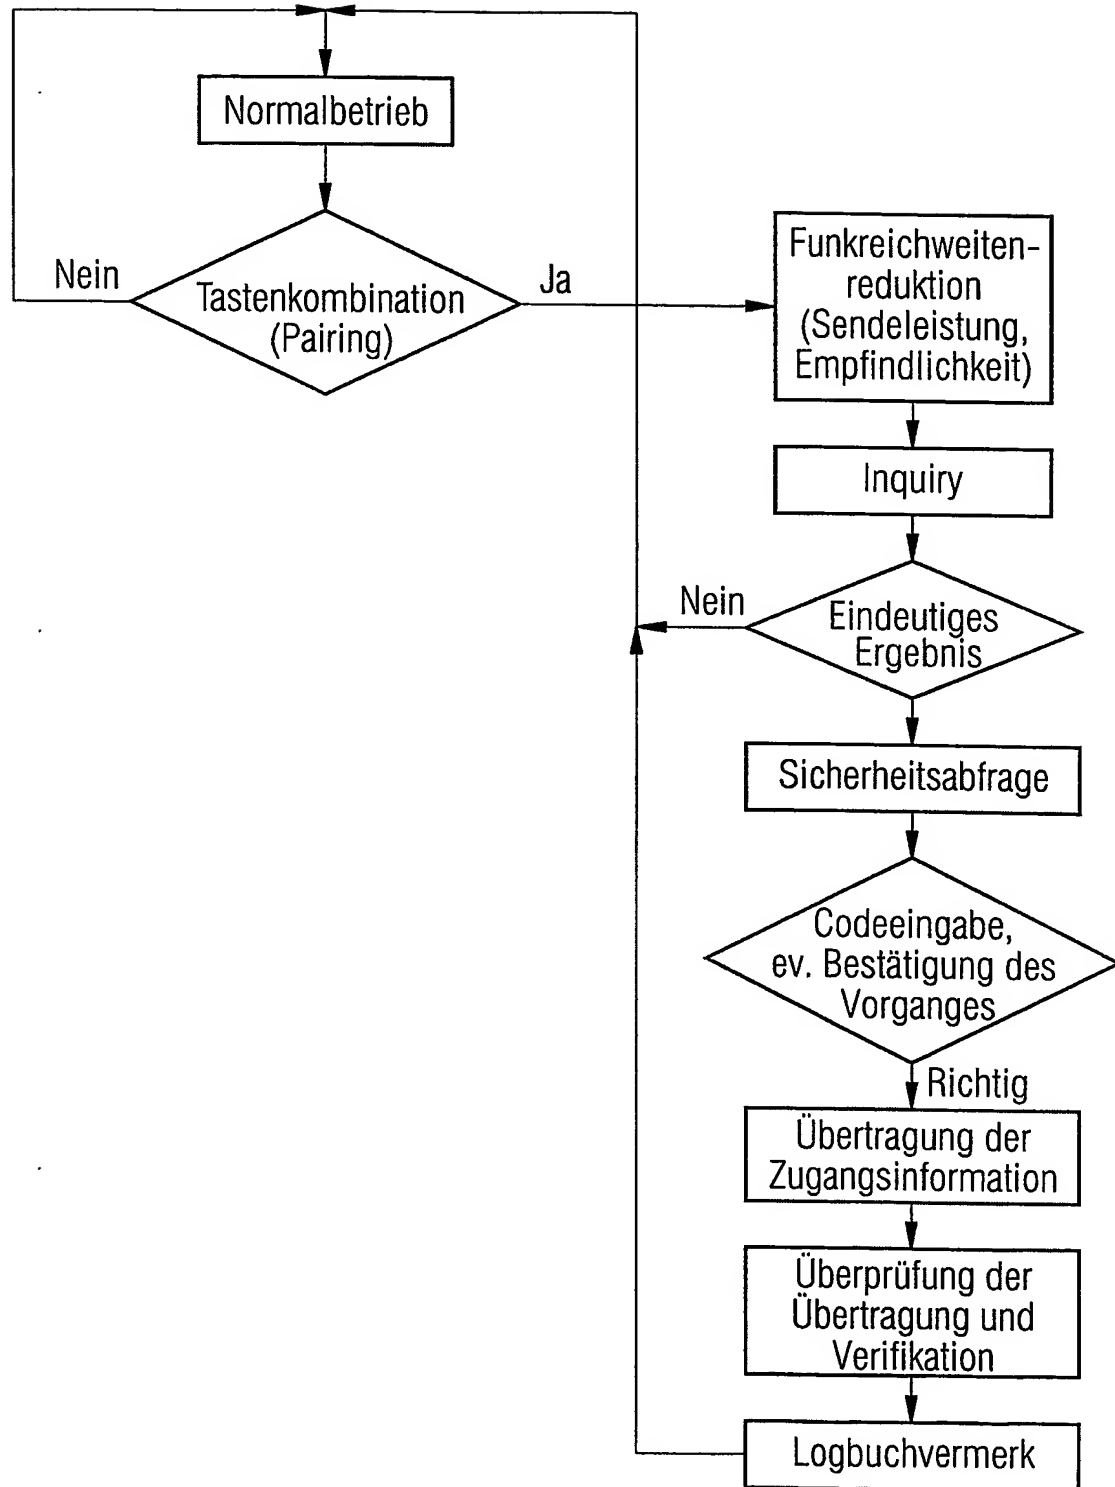 Normalbetrieb
Nein
Tastenkombination
(Pairing)
Ja
Funkreichweiten-
reduktion
(Sendeleistung,
Empfindlichkeit)
Inquiry
Nein
Eindeutiges
Ergebnis
Sicherheitsabfrage
Codeeingabe,
ev. Bestätigung des
Vorganges
Richtig
Übertragung der
Zugangsinformation
Überprüfung der
Übertragung und
Verifikation
Logbuchvermerk